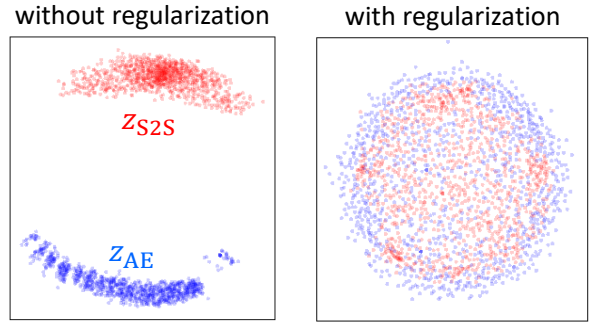 without regularization
with regularization
z_S2S
z_AE